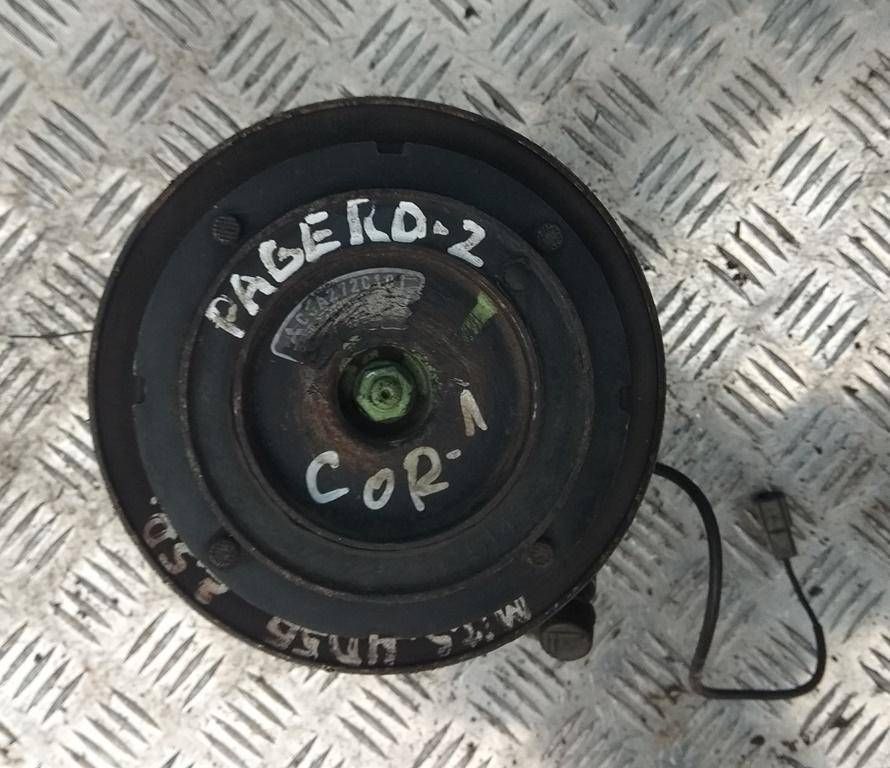 PAGERO-2
COR-1
MITS 4D56
2.5D